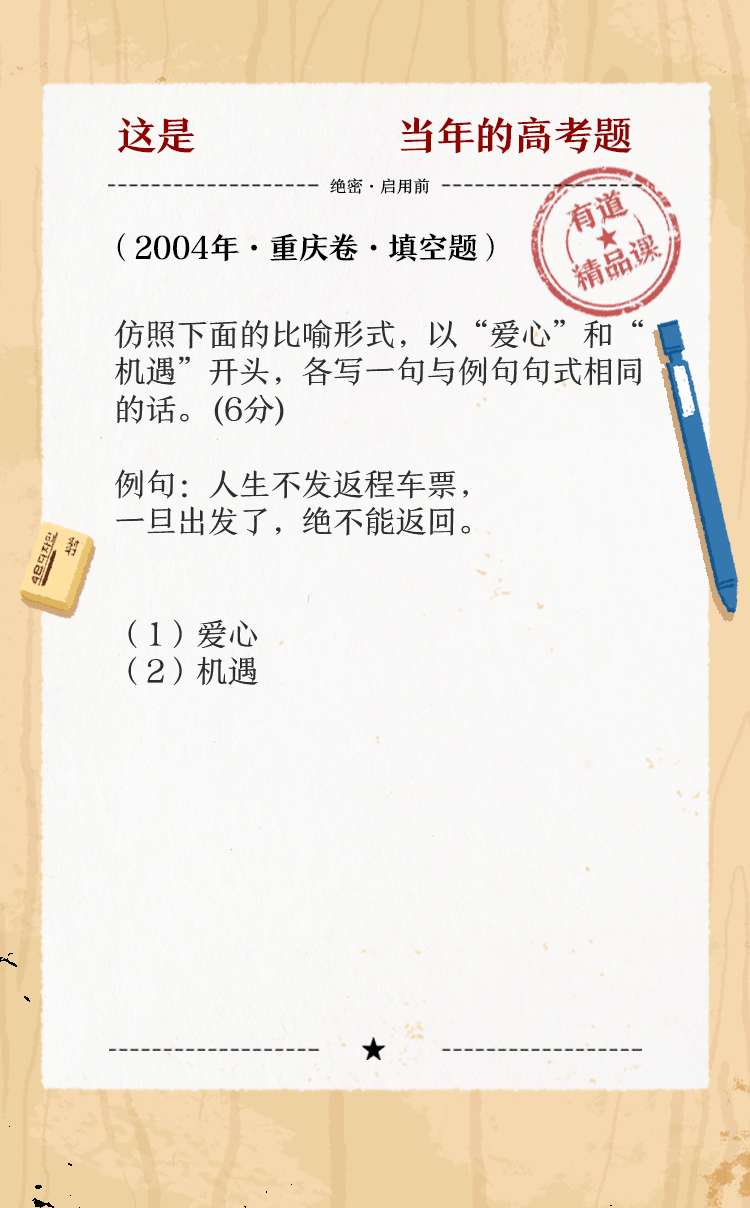 这是 当年的高考题
绝密·启用前
有道
精品课
（2004年·重庆卷·填空题）
仿照下面的比喻形式，以“爱心”和“
机遇”开头，各写一句与例句句式相同
的话。(6分)
例句：人生不发返程车票，
一旦出发了，绝不能返回。
（1）爱心
（2）机遇